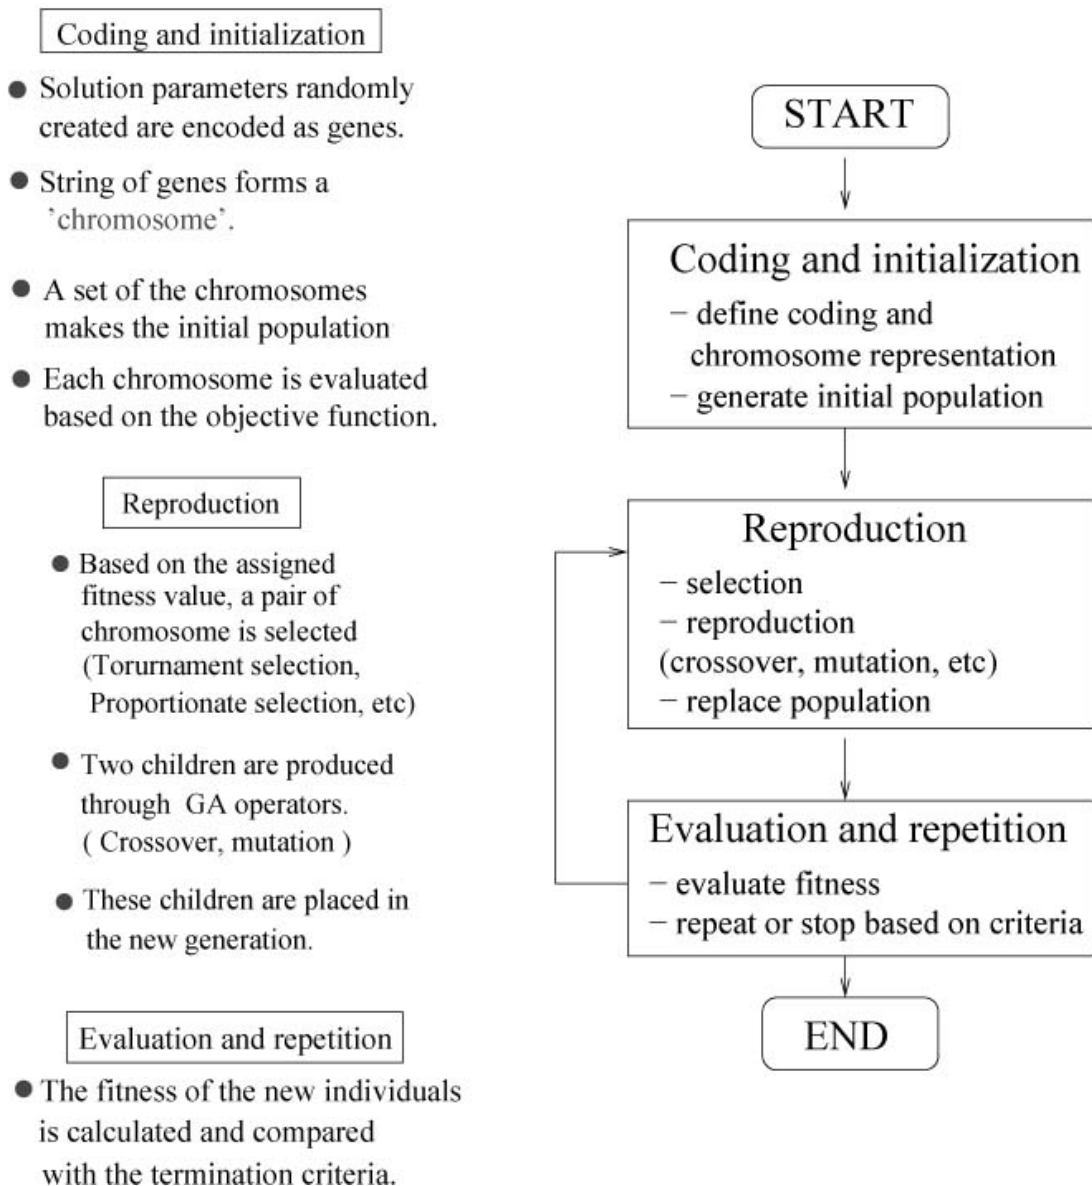 Coding and initialization
● Solution parameters randomly
created are encoded as genes.
● String of genes forms a
’chromosome’.
● A set of the chromosomes
makes the initial population
● Each chromosome is evaluated
based on the objective function.
Reproduction
● Based on the assigned
fitness value, a pair of
chromosome is selected
(Torurnament selection,
Proportionate selection, etc)
● Two children are produced
through GA operators.
( Crossover, mutation )
● These children are placed in
the new generation.
Evaluation and repetition
● The fitness of the new individuals
is calculated and compared
with the termination criteria.
START
Coding and initialization
− define coding and
chromosome representation
− generate initial population
Reproduction
− selection
− reproduction
(crossover, mutation, etc)
− replace population
Evaluation and repetition
− evaluate fitness
− repeat or stop based on criteria
END